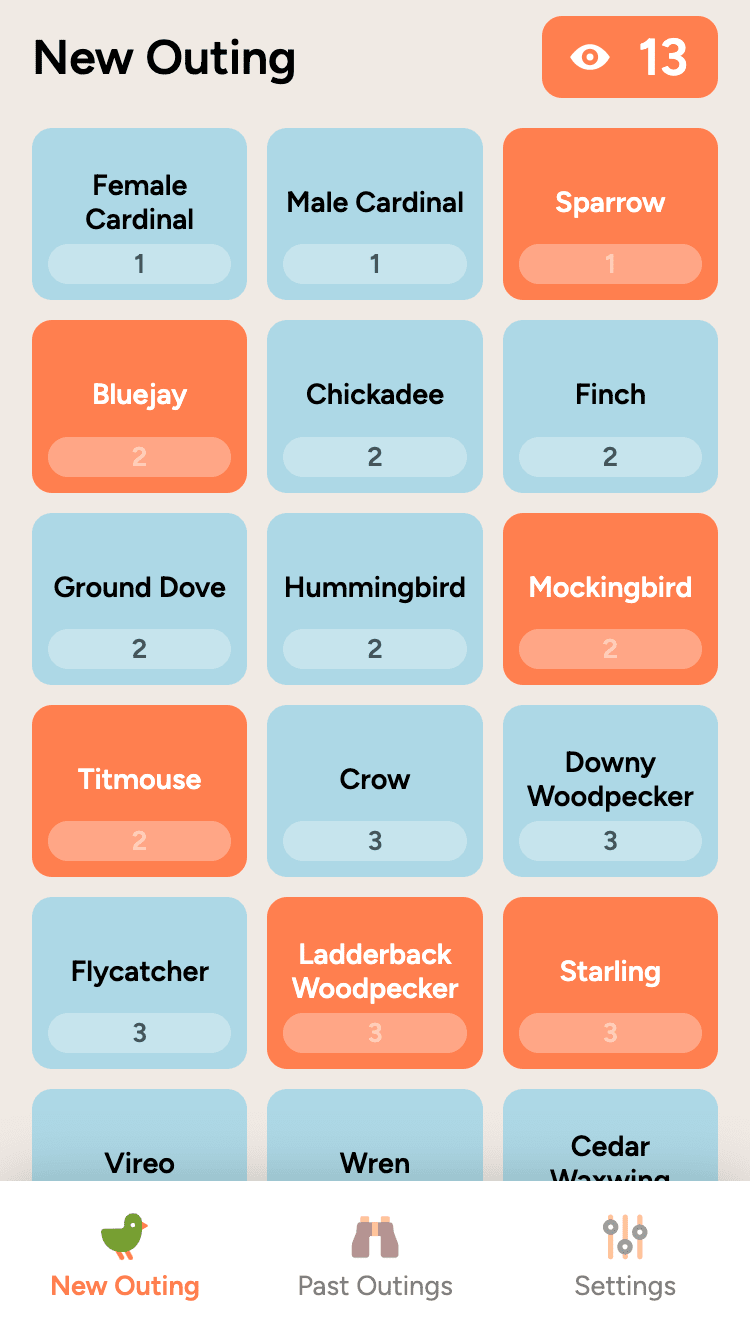 New Outing
13
Female
Cardinal
1
Male Cardinal
1
Sparrow
1
Bluejay
2
Chickadee
2
Finch
2
Ground Dove
2
Hummingbird
2
Mockingbird
2
Titmouse
2
Crow
3
Downy
Woodpecker
3
Flycatcher
3
Ladderback
Woodpecker
3
Starling
3
Vireo
Wren
Cedar
Waxwing
New Outing
Past Outings
Settings